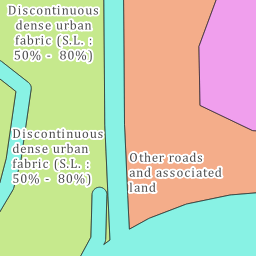 Discontinuous
dense urban
fabric (S.L. :
50% - 80%)
Discontinuous
dense urban
fabric (S.L. :
50% - 80%)
Other roads
and associated
land